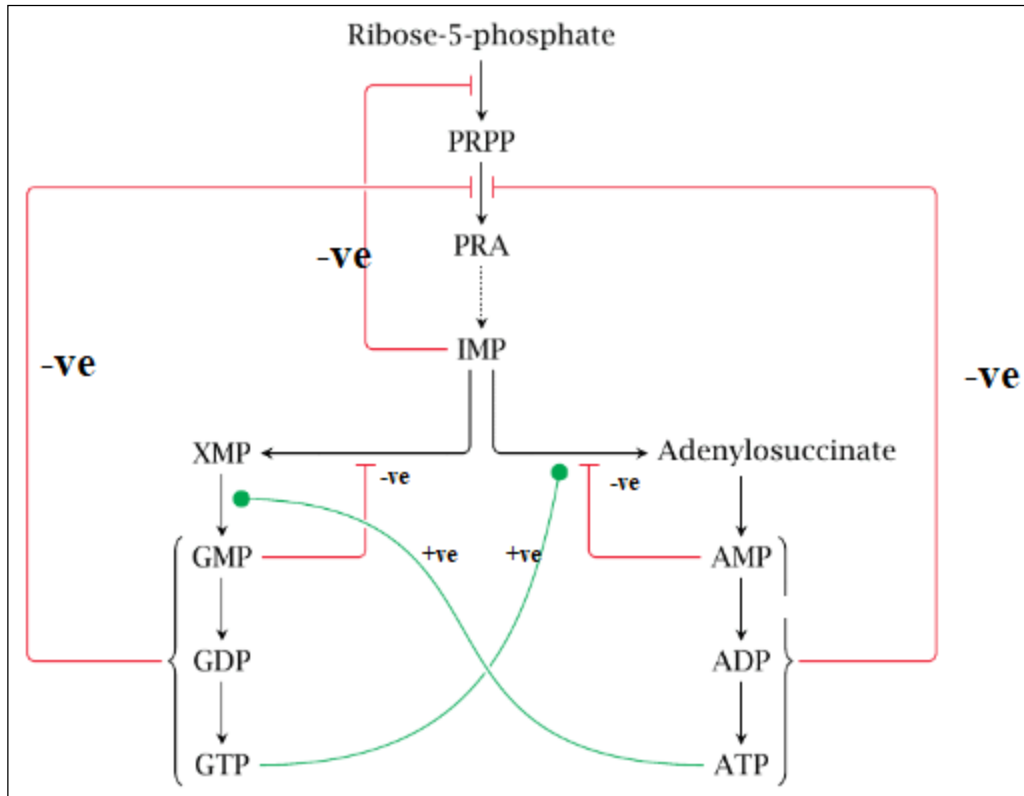 Ribose-5-phosphate
PRPP
PRA
-ve
IMP
-ve
-ve
XMP
Adenylosuccinate
-ve
-ve
GMP
+ve
+ve
AMP
GDP
ADP
GTP
ATP